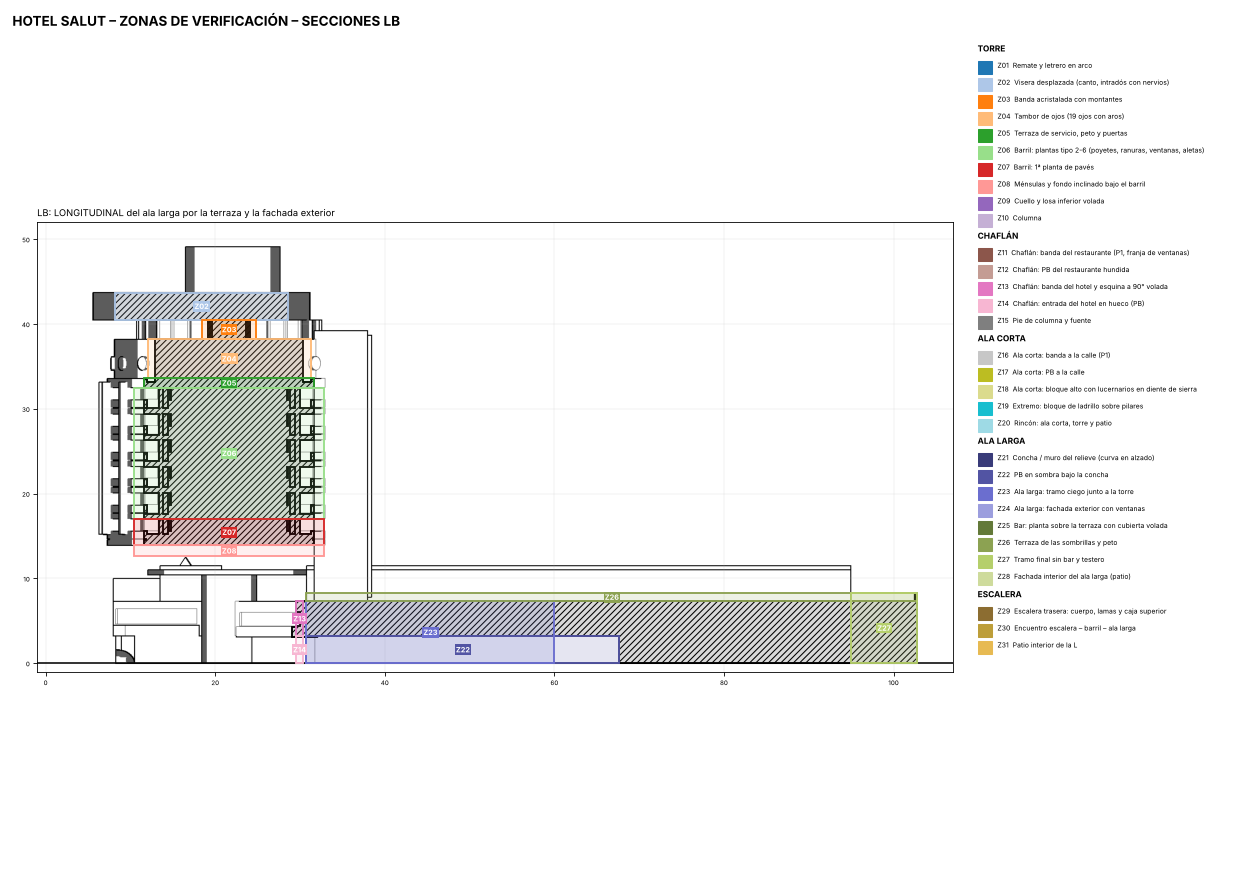 HOTEL SALUT – ZONAS DE VERIFICACIÓN – SECCIONES LB
LB: LONGITUDINAL del ala larga por la terraza y la fachada exterior
50
40
30
20
10
0
0
20
40
60
80
100
Z02
Z03
Z04
Z05
Z06
Z07
Z08
Z13
Z14
Z26
Z23
Z22
Z27
TORRE
Z01 Remate y letrero en arco
Z02 Visera desplazada (canto, intradós con nervios)
Z03 Banda acristalada con montantes
Z04 Tambor de ojos (19 ojos con aros)
Z05 Terraza de servicio, peto y puertas
Z06 Barril: plantas tipo 2-6 (poyetes, ranuras, ventanas, aletas)
Z07 Barril: 1ª planta de pavés
Z08 Ménsulas y fondo inclinado bajo el barril
Z09 Cuello y losa inferior volada
Z10 Columna
CHAFLÁN
Z11 Chaflán: banda del restaurante (P1, franja de ventanas)
Z12 Chaflán: PB del restaurante hundida
Z13 Chaflán: banda del hotel y esquina a 90° volada
Z14 Chaflán: entrada del hotel en hueco (PB)
Z15 Pie de columna y fuente
ALA CORTA
Z16 Ala corta: banda a la calle (P1)
Z17 Ala corta: PB a la calle
Z18 Ala corta: bloque alto con lucernarios en diente de sierra
Z19 Extremo: bloque de ladrillo sobre pilares
Z20 Rincón: ala corta, torre y patio
ALA LARGA
Z21 Concha / muro del relieve (curva en alzado)
Z22 PB en sombra bajo la concha
Z23 Ala larga: tramo ciego junto a la torre
Z24 Ala larga: fachada exterior con ventanas
Z25 Bar: planta sobre la terraza con cubierta volada
Z26 Terraza de las sombrillas y peto
Z27 Tramo final sin bar y testero
Z28 Fachada interior del ala larga (patio)
ESCALERA
Z29 Escalera trasera: cuerpo, lamas y caja superior
Z30 Encuentro escalera – barril – ala larga
Z31 Patio interior de la L